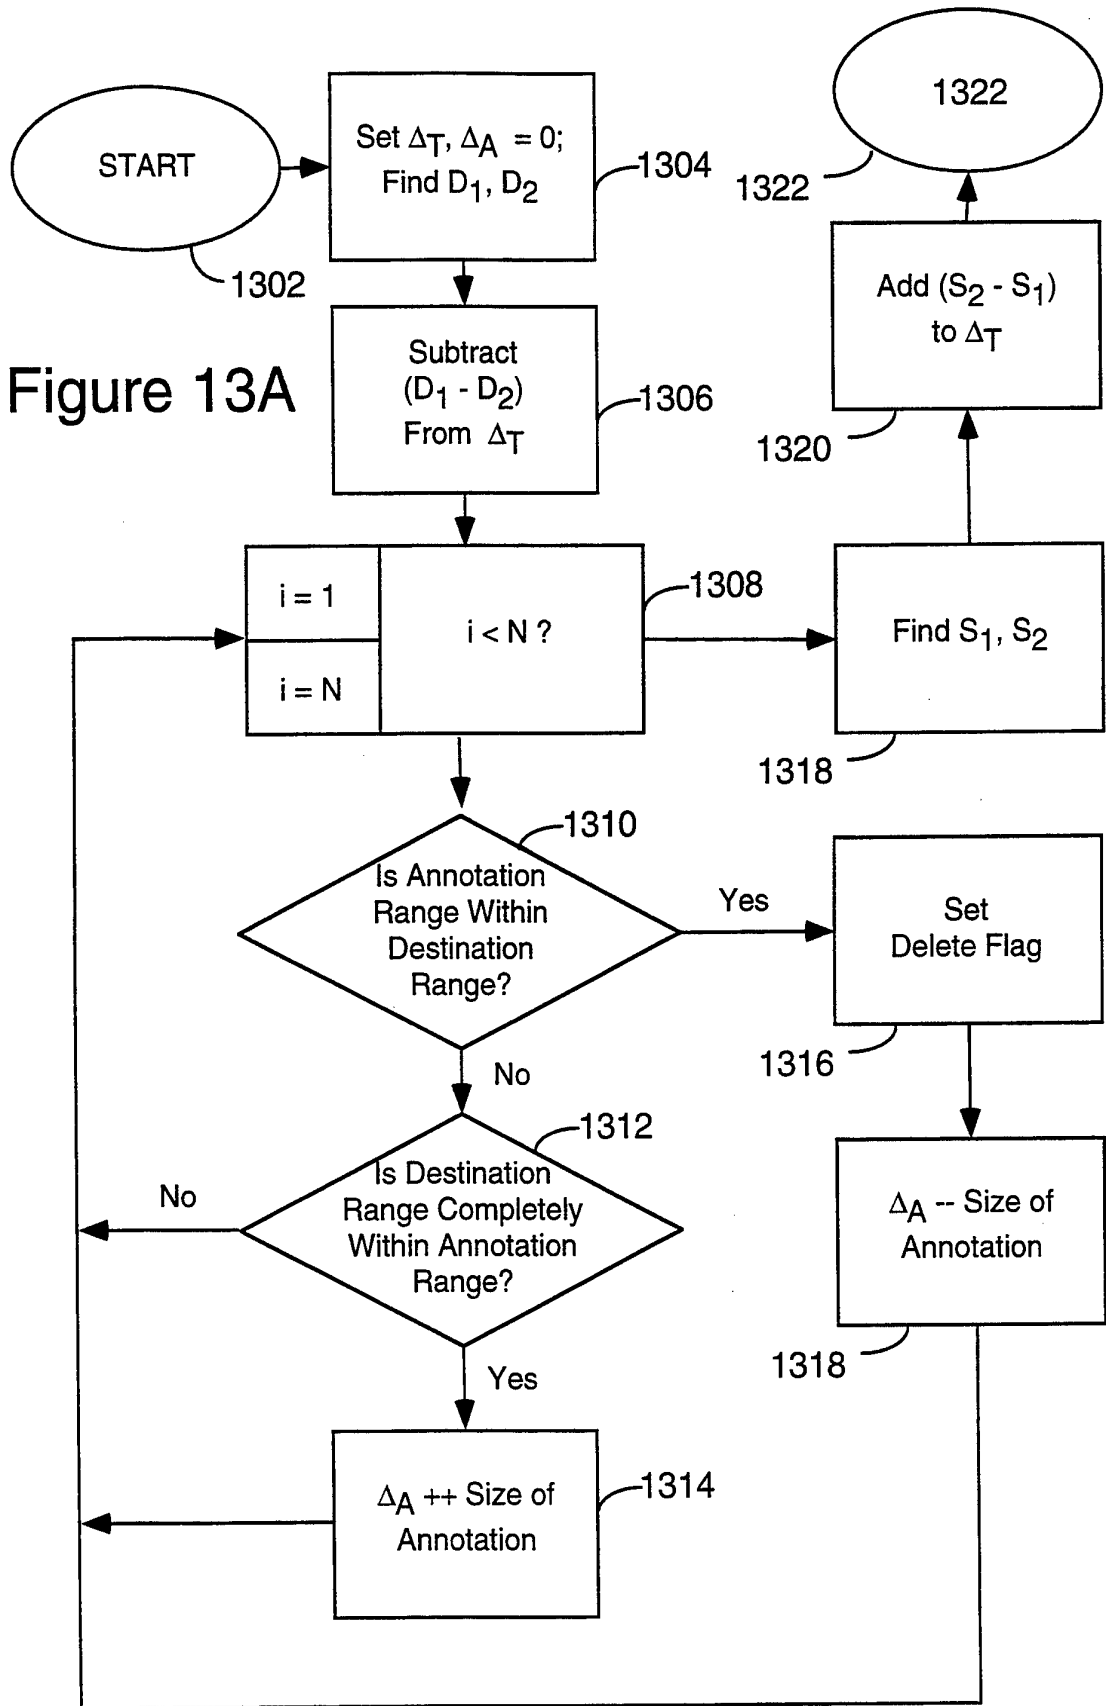 START
1302
Set ΔT, ΔA = 0;
Find D1, D2
1304
Figure 13A
Subtract
(D1 - D2)
From ΔT
1306
i = 1
i = N
i < N ?
1308
Find S1, S2
1318
Add (S2 - S1)
to ΔT
1320
1322
1322
Is Annotation
Range Within
Destination
Range?
1310
Yes
No
Set
Delete Flag
1316
ΔA -- Size of
Annotation
1318
Is Destination
Range Completely
Within Annotation
Range?
1312
No
Yes
ΔA ++ Size of
Annotation
1314